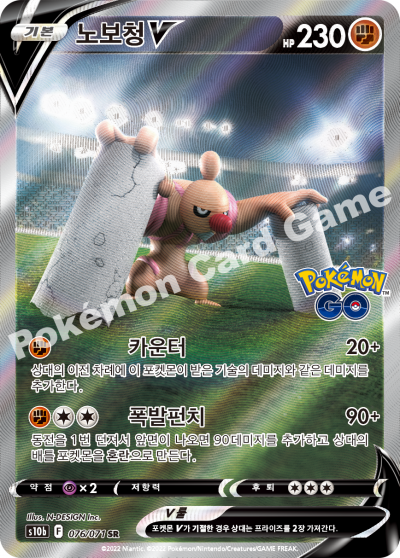 기본 노보청V HP 230
Pokémon Card Game
Pokémon
GO
카운터 20+
상대의 이전 차례에 이 포켓몬이 받은 기술의 데미지와 같은 데미지를
추가한다.
폭발펀치 90+
동전을 1번 던져서 앞면이 나오면 90데미지를 추가하고 상대의
배틀 포켓몬을 혼란으로 만든다.
약점 ×2 저항력 후퇴
Illus. N-DESIGN Inc.
s10b F 076/071 SR
V룰
포켓몬V가 기절한 경우 상대는 프라이즈를 2장 가져간다.
©2022 Pokémon/Nintendo/Creatures/GAME FREAK.